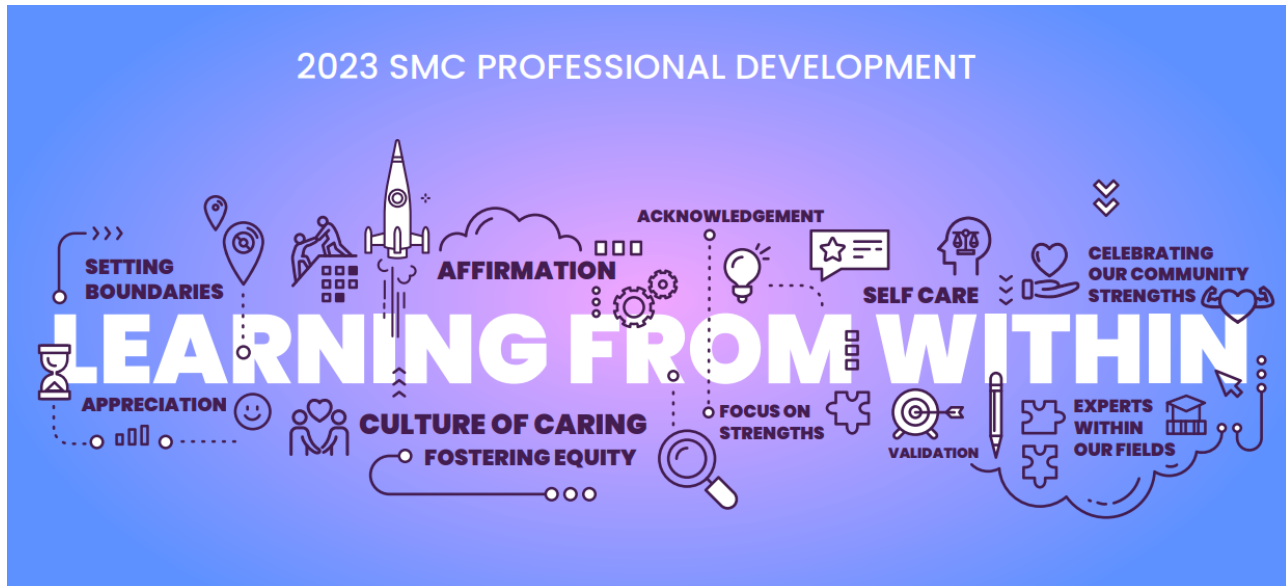 2023 SMC PROFESSIONAL DEVELOPMENT
ACKNOWLEDGEMENT
SETTING
BOUNDARIES
AFFIRMATION
SELF CARE
CELEBRATING
OUR COMMUNITY
STRENGTHS
LEARNING FROM WITHIN
APPRECIATION
CULTURE OF CARING
FOSTERING EQUITY
FOCUS ON
STRENGTHS
VALIDATION
EXPERTS
WITHIN
OUR FIELDS